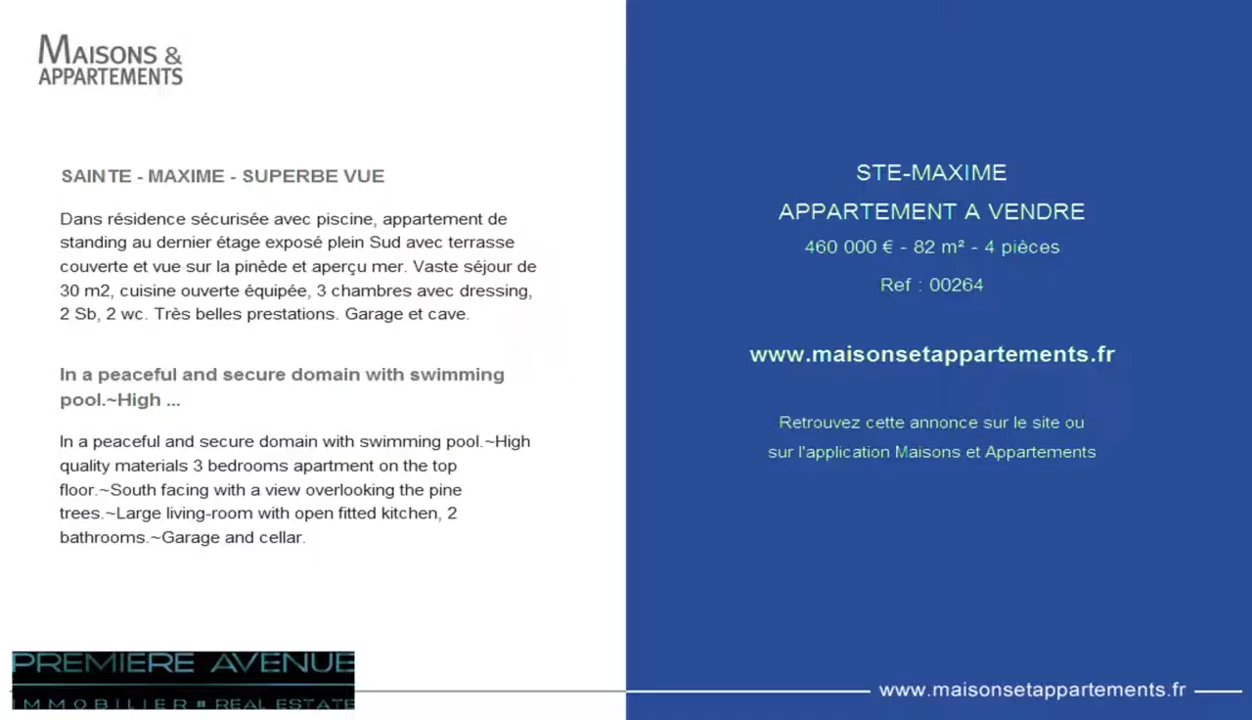 MAISONS &
APPARTEMENTS
SAINTE - MAXIME - SUPERBE VUE
Dans résidence sécurisée avec piscine, appartement de
standing au dernier étage exposé plein Sud avec terrasse
couverte et vue sur la pinède et aperçu mer. Vaste séjour de
30 m2, cuisine ouverte équipée, 3 chambres avec dressing,
2 Sb, 2 wc. Très belles prestations. Garage et cave.
In a peaceful and secure domain with swimming
pool.~High ...
In a peaceful and secure domain with swimming pool.~High
quality materials 3 bedrooms apartment on the top
floor.~South facing with a view overlooking the pine
trees.~Large living-room with open fitted kitchen, 2
bathrooms.~Garage and cellar.
PREMIERE AVENUE
IMMOBILIER REAL ESTATE
STE-MAXIME
APPARTEMENT A VENDRE
460 000 € - 82 m² - 4 pièces
Ref : 00264
www.maisonsetappartements.fr
Retrouvez cette annonce sur le site ou
sur l'application Maisons et Appartements
www.maisonsetappartements.fr